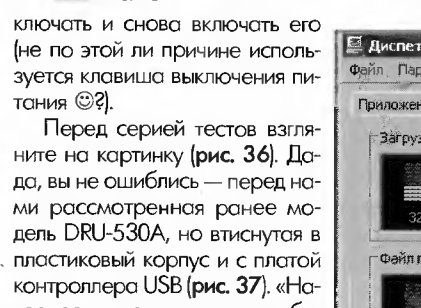 ключать и снова включать его
(не по этой ли причине исполь-
зуется клавиша выключения пи-
тания ☺?).
Перед серией тестов взгля-
ните на картинку (рис. 36). Да-
да, вы не ошиблись — перед на-
ми рассмотренная ранее мо-
дель DRU-530A, но втиснутая в
пластиковый корпус и с платой
контроллера USB (рис. 37). «На-
Диспет
Файл Пар
Приложен
Загруз
32
Файл п